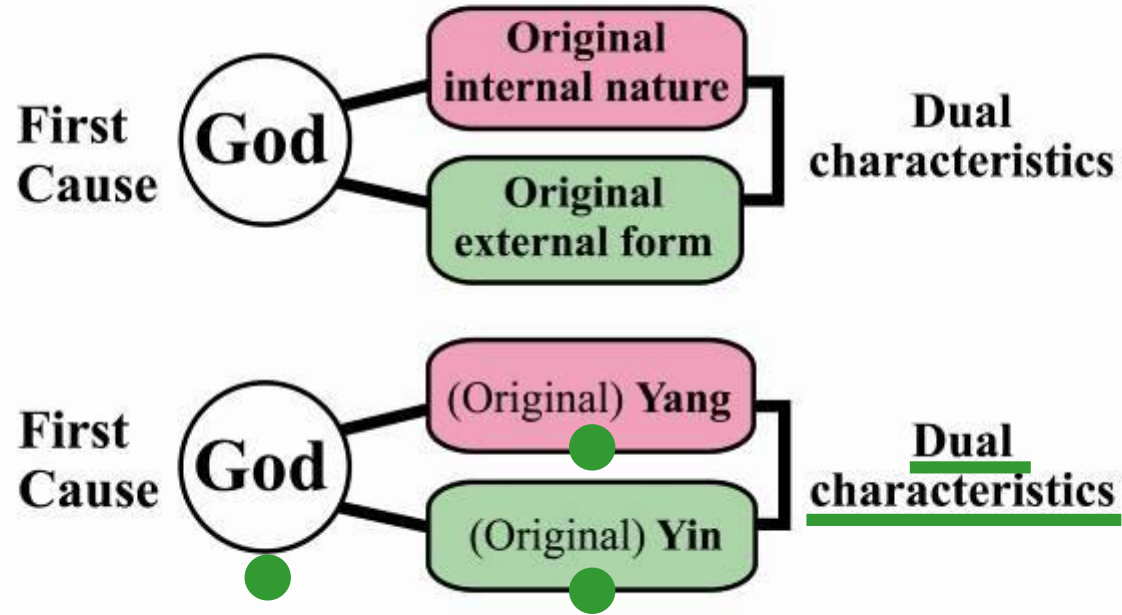 First
Cause
God
Original
internal nature
Original
external form
Dual
characteristics
First
Cause
God
(Original) Yang
(Original) Yin
Dual
characteristics